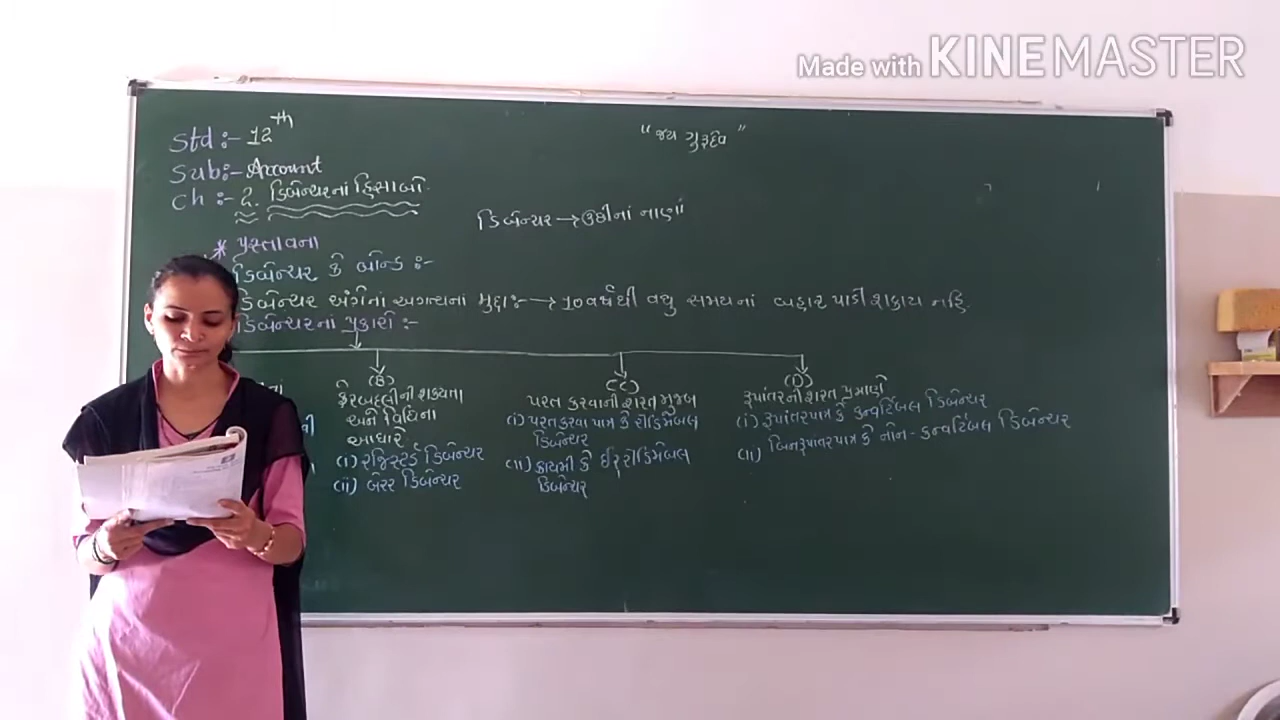 Made with KINEMASTER
Std :- 12th
"જય ગુરૂદેવ"
Sub:- Account
Ch :- 2. ડિબેન્ચરનાં હિસાબો.
ડિબેન્ચર → ઉછીનાં નાણાં
* પ્રસ્તાવના
ડિબેન્ચર કે બોન્ડ :-
ડિબેન્ચર અંગેનાં અગત્યનાં મુદ્દા :- → 10 વર્ષથી વધુ સમયનાં બહાર પાડી શકાય નહિ.
ડિબેન્ચરનાં પ્રકારો :-
(B)
ફેરબદલીની શક્યતા
અને વિધિના
આધારે
(i) રજિસ્ટર્ડ ડિબેન્ચર
(ii) બેરર ડિબેન્ચર
(C)
પરત કરવાની શરત મુજબ
(i) પરત કરવા પાત્ર કે રીડિમેબલ
ડિબેન્ચર
(ii) કાયમી કે ઈરરીડિમેબલ
ડિબેન્ચર
(D)
રૂપાંતરની શરત પ્રમાણે
(i) રૂપાંતરપાત્ર કે કન્વર્ટિબલ ડિબેન્ચર
(ii) બિનરૂપાંતરપાત્ર કે નોન-કન્વર્ટિબલ ડિબેન્ચર